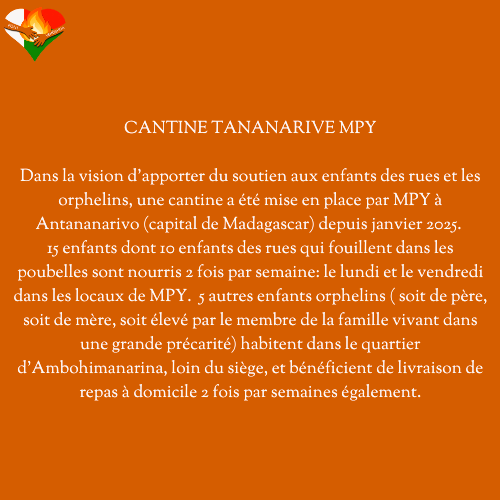 CANTINE TANANARIVE MPY
Dans la vision d'apporter du soutien aux enfants des rues et les
orphelins, une cantine a été mise en place par MPY à
Antananarivo (capital de Madagascar) depuis janvier 2025.
15 enfants dont 10 enfants des rues qui fouillent dans les
poubelles sont nourris 2 fois par semaine: le lundi et le vendredi
dans les locaux de MPY. 5 autres enfants orphelins ( soit de père,
soit de mère, soit élevé par le membre de la famille vivant dans
une grande précarité) habitent dans le quartier
d'Ambohimanarina, loin du siège, et bénéficient de livraison de
repas à domicile 2 fois par semaines également.